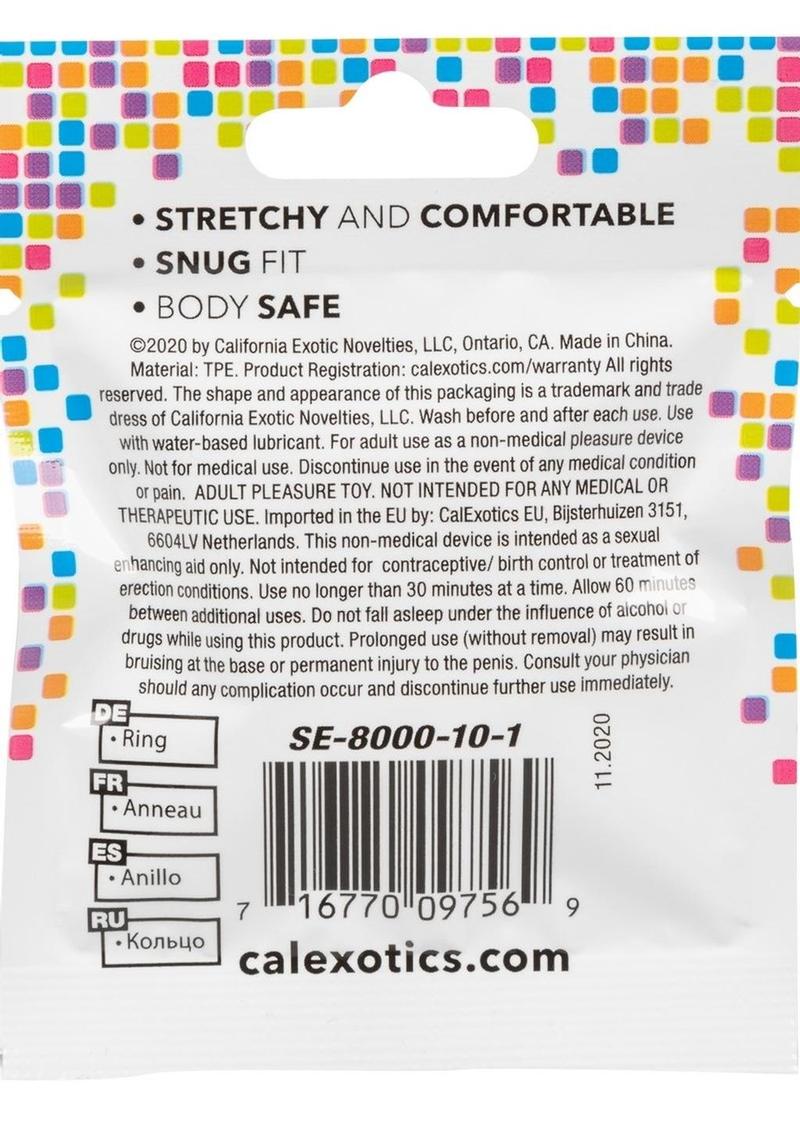 • STRETCHY AND COMFORTABLE
• SNUG FIT
• BODY SAFE
©2020 by California Exotic Novelties, LLC, Ontario, CA. Made in China.
Material: TPE. Product Registration: calexotics.com/warranty All rights
reserved. The shape and appearance of this packaging is a trademark and trade
dress of California Exotic Novelties, LLC. Wash before and after each use. Use
with water-based lubricant. For adult use as a non-medical pleasure device
only. Not for medical use. Discontinue use in the event of any medical condition
or pain. ADULT PLEASURE TOY. NOT INTENDED FOR ANY MEDICAL OR
THERAPEUTIC USE. Imported in the EU by: CalExotics EU, Bijsterhuizen 3151,
6604LV Netherlands. This non-medical device is intended as a sexual
enhancing aid only. Not intended for contraceptive/ birth control or treatment of
erection conditions. Use no longer than 30 minutes at a time. Allow 60 minutes
between additional uses. Do not fall asleep under the influence of alcohol or
drugs while using this product. Prolonged use (without removal) may result in
bruising at the base or permanent injury to the penis. Consult your physician
should any complication occur and discontinue further use immediately.
DE
• Ring
FR
• Anneau
ES
• Anillo
RU
• Кольцо
SE-8000-10-1
11.2020
7 16770 09756 9
calexotics.com